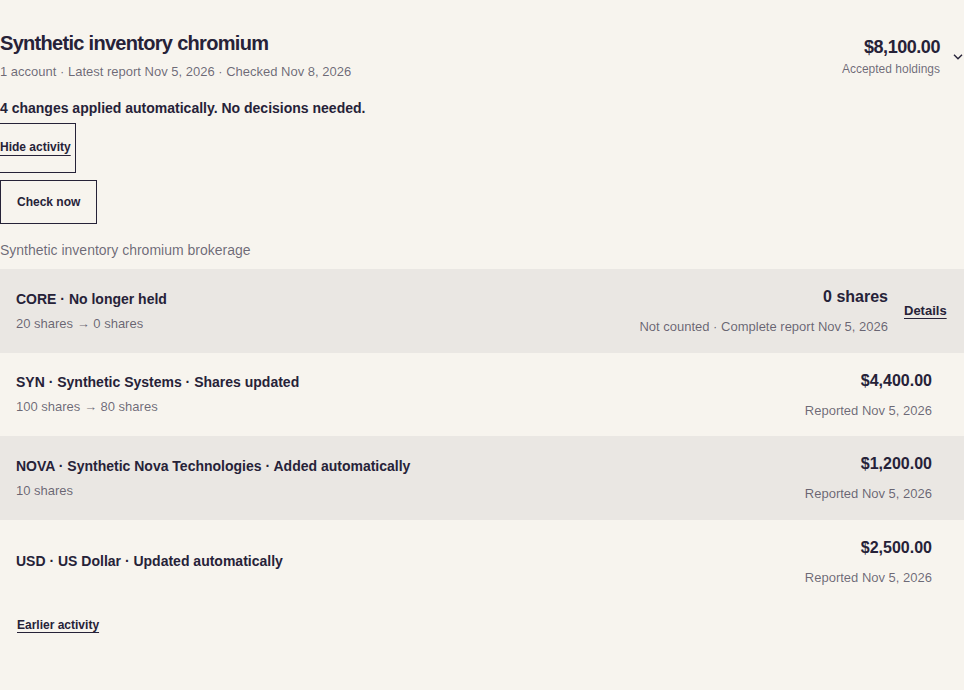 Synthetic inventory chromium
$8,100.00
1 account · Latest report Nov 5, 2026 · Checked Nov 8, 2026
Accepted holdings
4 changes applied automatically. No decisions needed.
Hide activity
Check now
Synthetic inventory chromium brokerage
CORE · No longer held
0 shares
Details
20 shares → 0 shares
Not counted · Complete report Nov 5, 2026
SYN · Synthetic Systems · Shares updated
$4,400.00
100 shares → 80 shares
Reported Nov 5, 2026
NOVA · Synthetic Nova Technologies · Added automatically
$1,200.00
10 shares
Reported Nov 5, 2026
USD · US Dollar · Updated automatically
$2,500.00
Reported Nov 5, 2026
Earlier activity